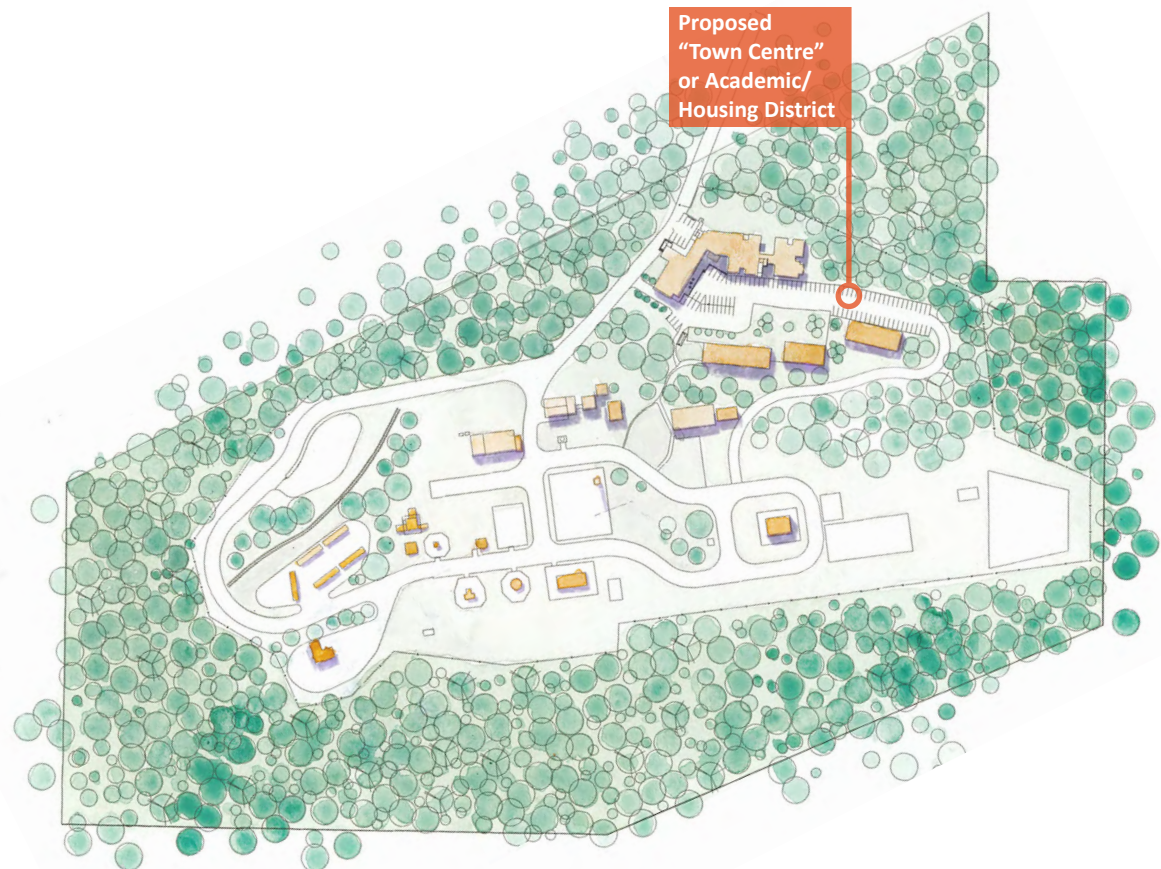 Proposed
“Town Centre”
or Academic/
Housing District